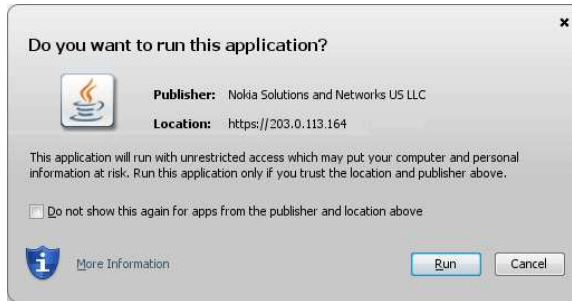 Do you want to run this application?
Publisher: Nokia Solutions and Networks US LLC
Location: https://203.0.113.164
This application will run with unrestricted access which may put your computer and personal
information at risk. Run this application only if you trust the location and publisher above.
Do not show this again for apps from the publisher and location above
More Information
Run Cancel